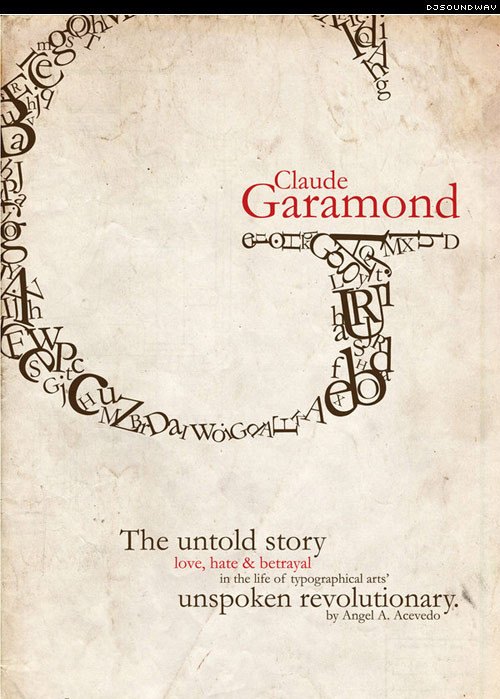 DJSOUNDWAV
Claude
Garamond
The untold story
love, hate & betrayal
in the life of typographical arts'
unspoken revolutionary.
by Angel A. Acevedo